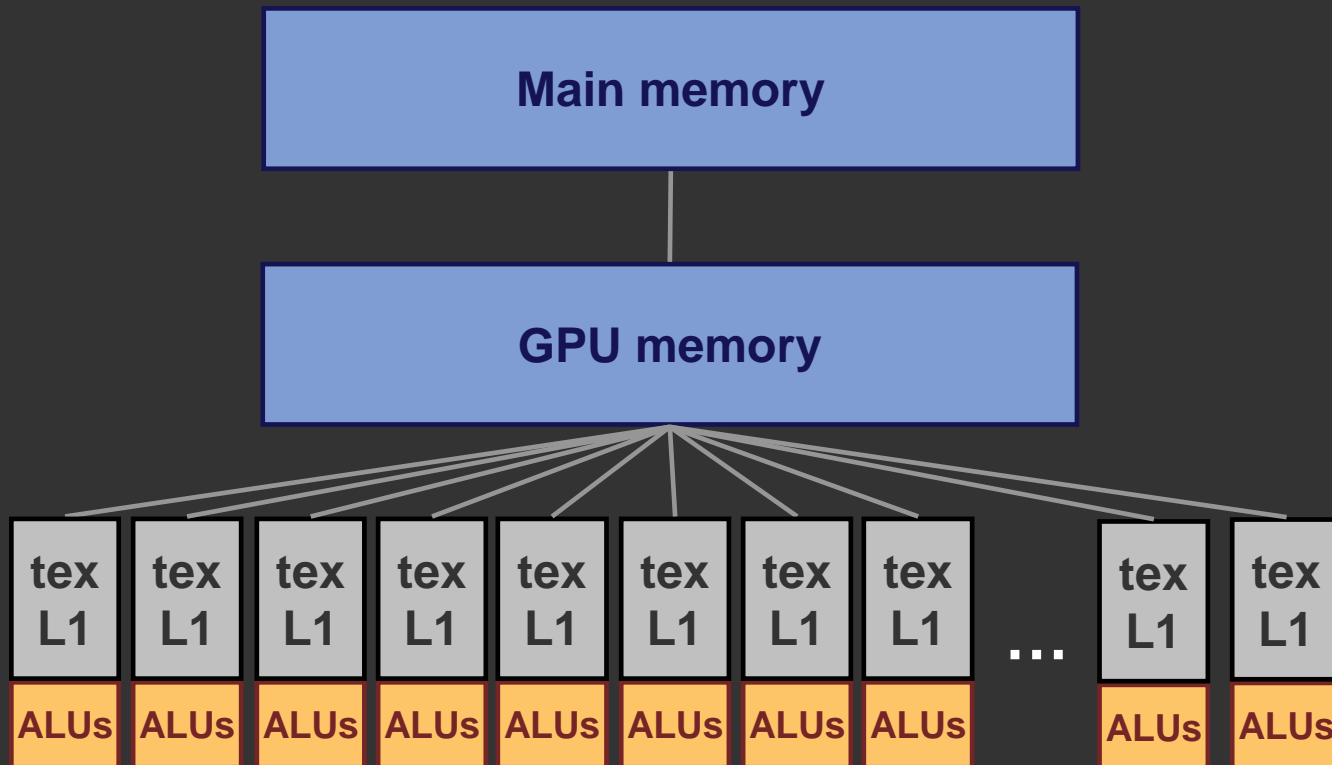 Main memory
GPU memory
tex tex tex tex tex tex tex tex tex tex
L1 L1 L1 L1 L1 L1 L1 L1 ... L1 L1
ALUs ALUs ALUs ALUs ALUs ALUs ALUs ALUs ALUs ALUs